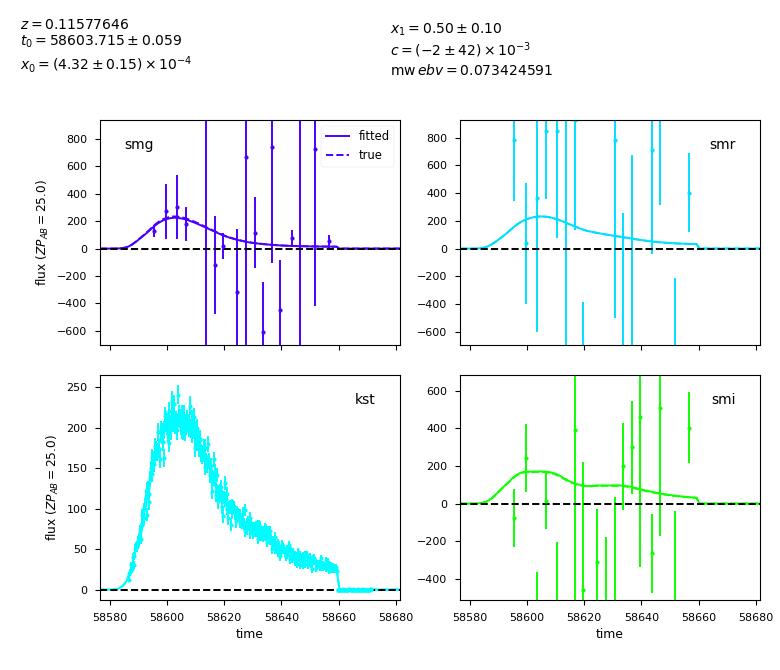 z = 0.11577646
t₀ = 58603.715 ± 0.059
x₀ = (4.32 ± 0.15) × 10⁻⁴
x₁ = 0.50 ± 0.10
c = (−2 ± 42) × 10⁻³
mw ebv = 0.073424591
smg
fitted
true
smr
flux (ZP_AB = 25.0)
800
600
400
200
0
−200
−400
−600
800
600
400
200
0
−200
−400
−600
kst
smi
flux (ZP_AB = 25.0)
250
200
150
100
50
0
600
400
200
0
−200
−400
58580 58600 58620 58640 58660 58680
58580 58600 58620 58640 58660 58680
time
time